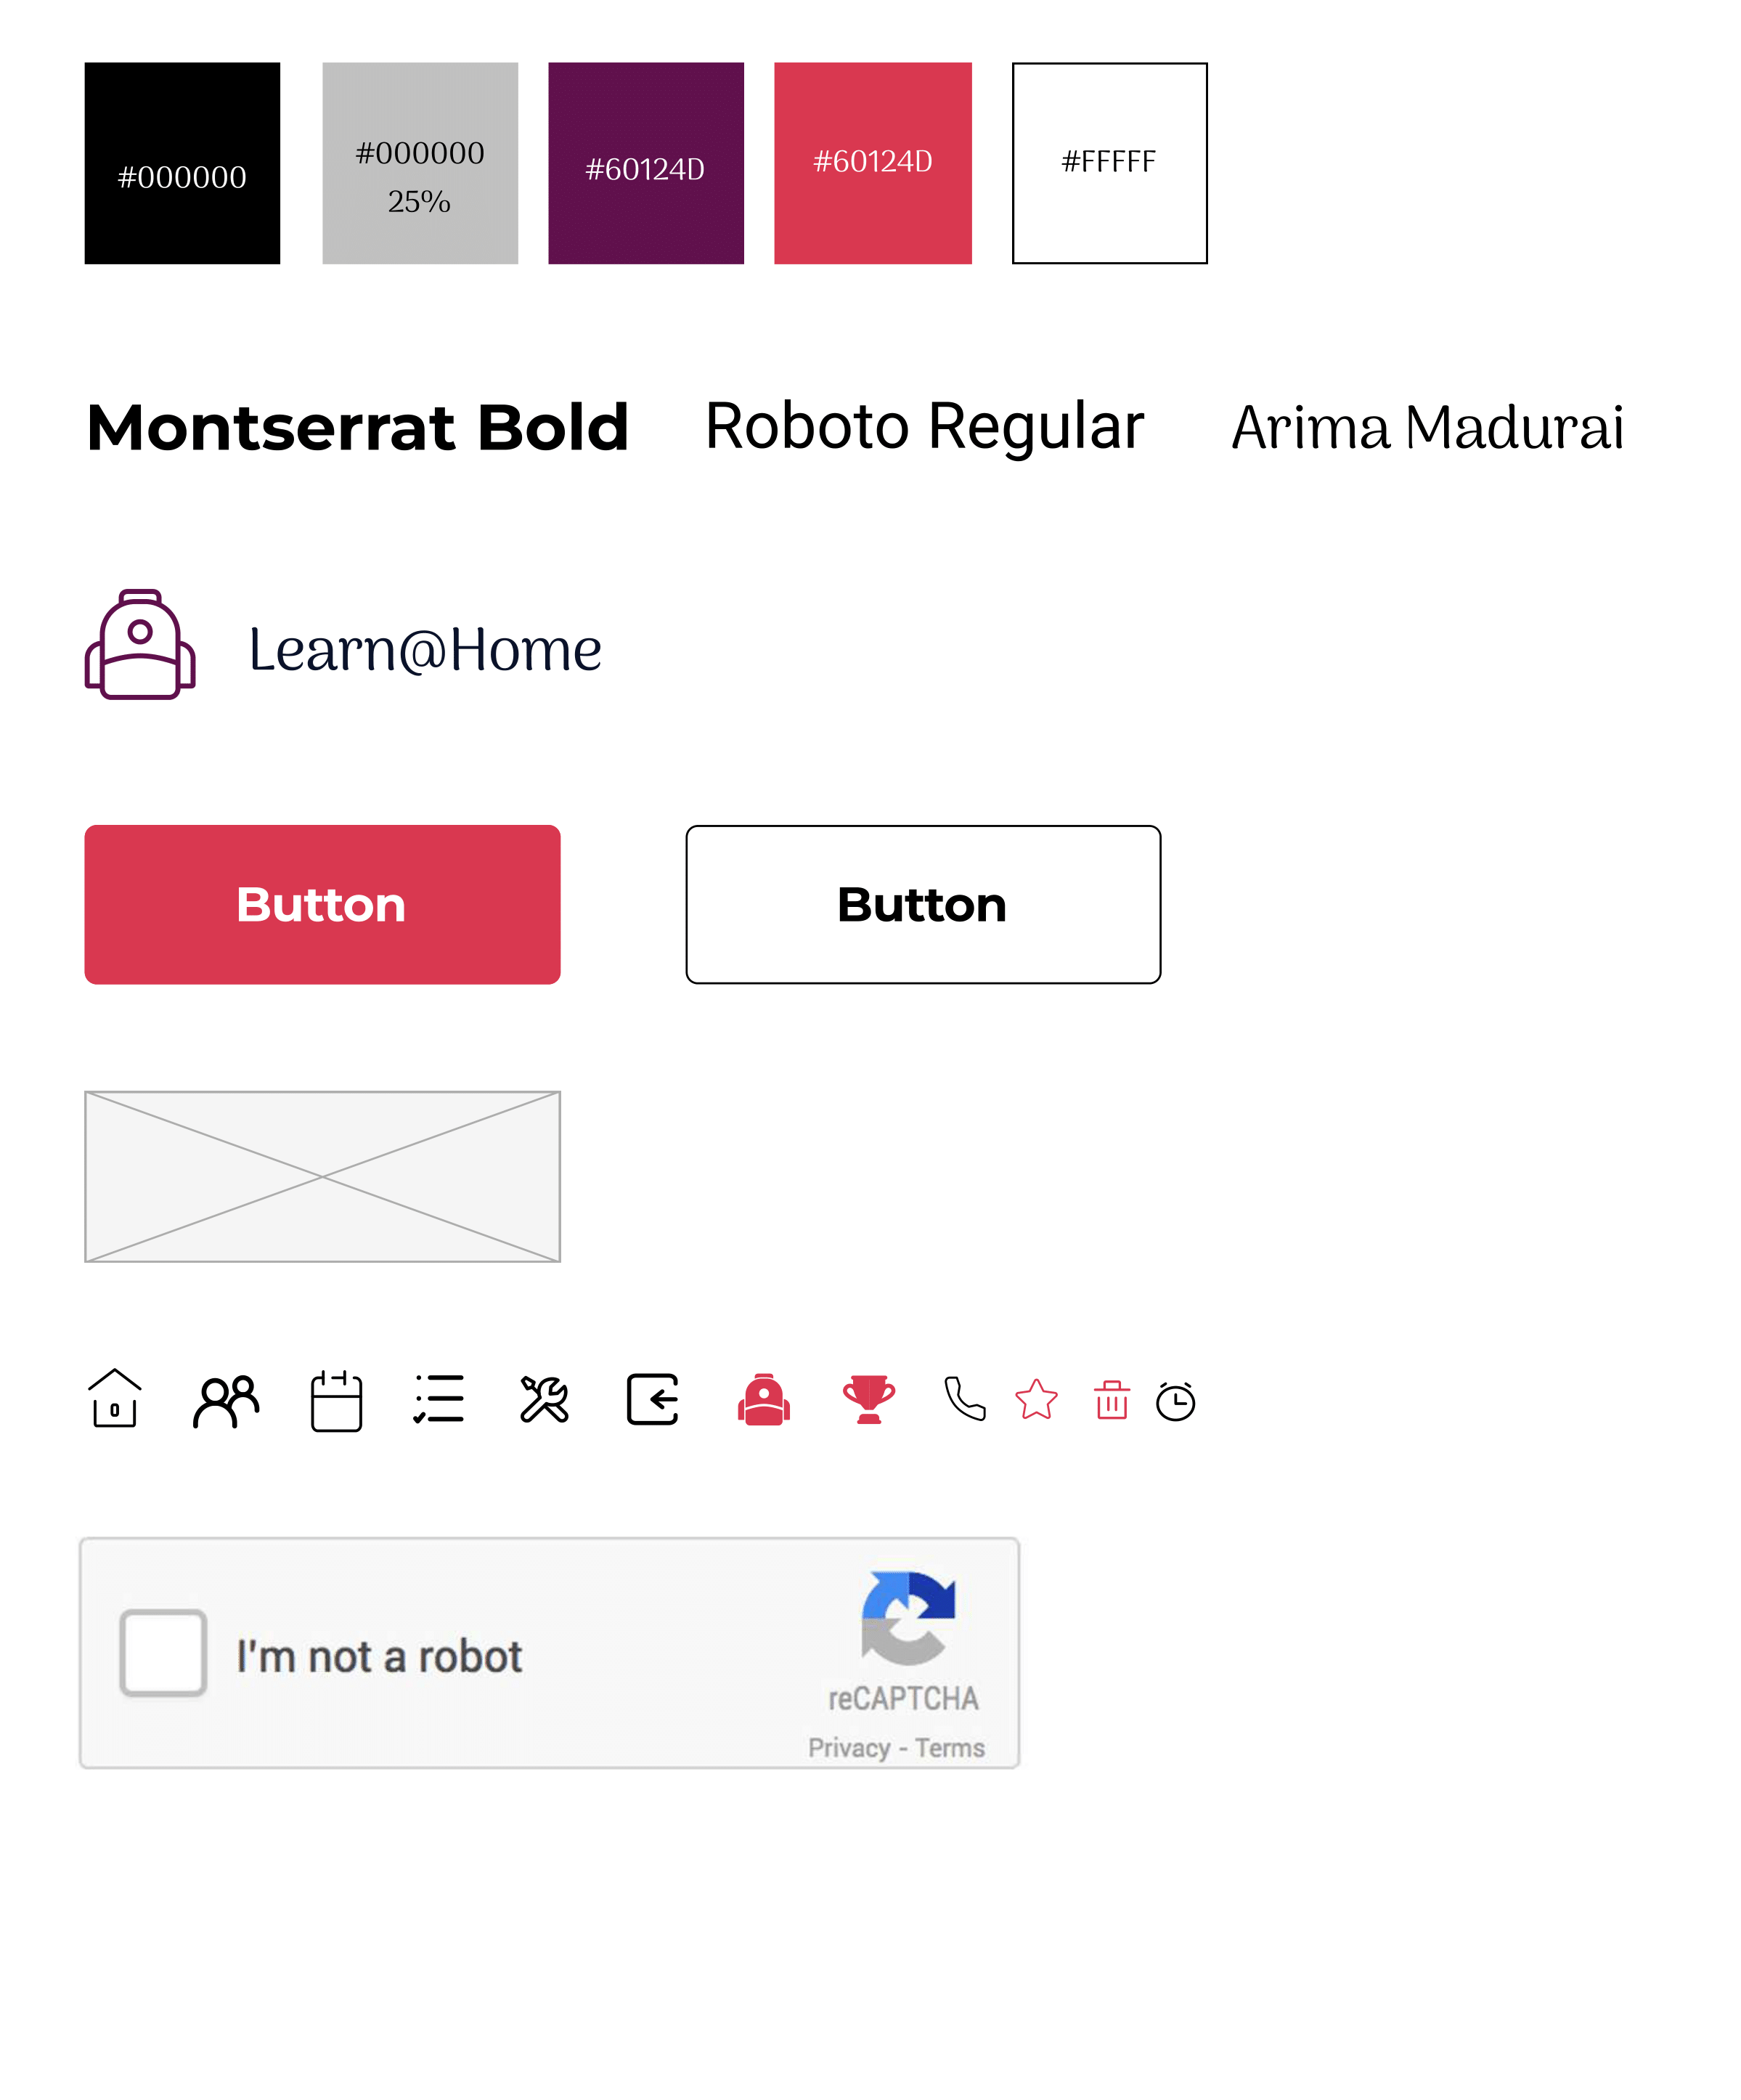 #000000
#000000
25%
#60124D
#60124D
#FFFFF
Montserrat Bold
Roboto Regular
Arima Madurai
Learn@Home
Button
Button
I'm not a robot
reCAPTCHA
Privacy - Terms